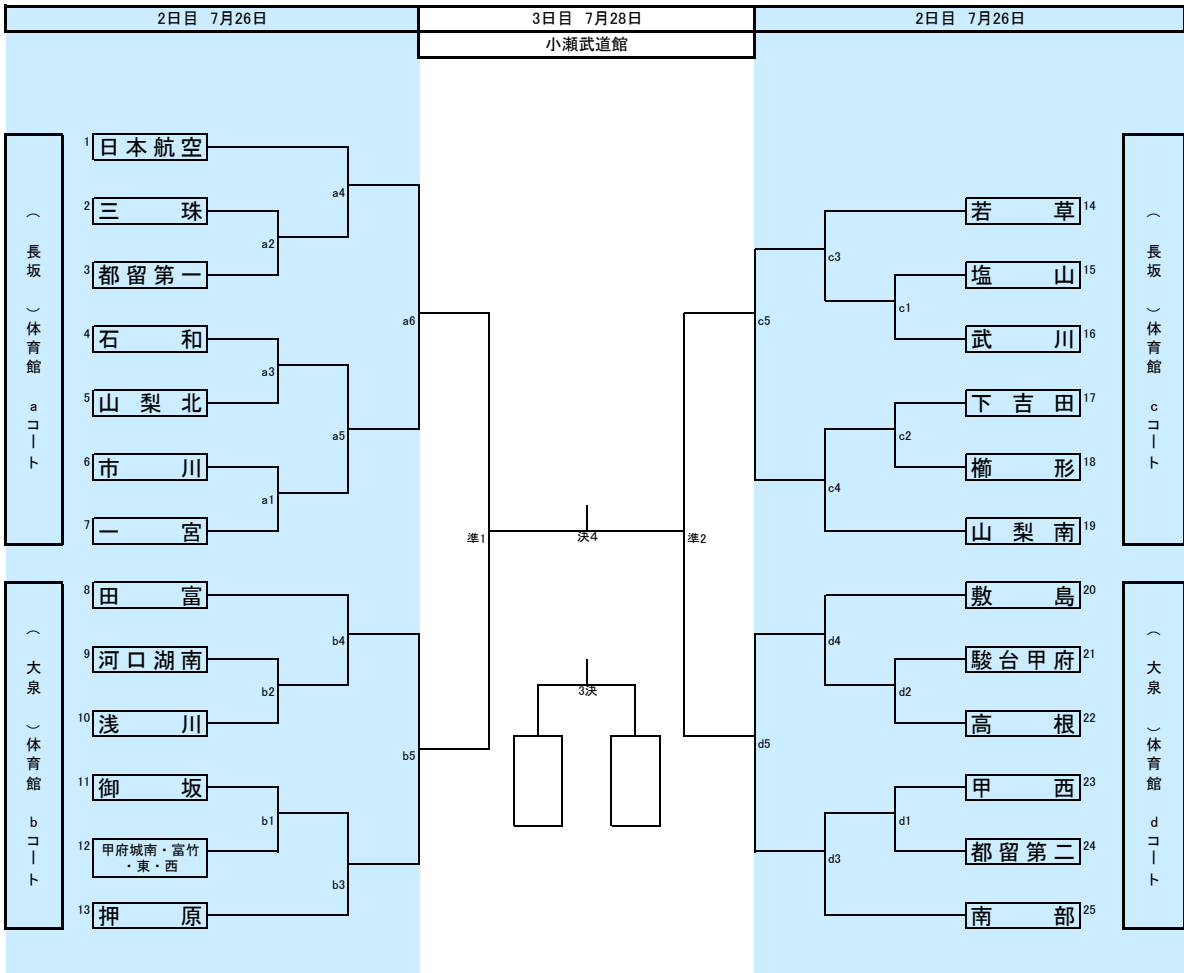 2日目 7月26日
3日目 7月28日
2日目 7月26日
小瀬武道館
（ 長坂 ）体育館 aコート
1 日本航空
2 三珠
3 都留第一
4 石和
5 山梨北
6 市川
7 一宮
a4
a2
a6
a3
a5
a1
（ 大泉 ）体育館 bコート
8 田富
9 河口湖南
10 浅川
11 御坂
12 甲府城南・富竹
・東・西
13 押原
b4
b2
b5
b1
b3
準1
決4
準2
3決
c3
c1
c5
c2
c4
若草 14
塩山 15
武川 16
下吉田 17
櫛形 18
山梨南 19
（ 長坂 ）体育館 cコート
d4
d2
d5
d1
d3
敷島 20
駿台甲府 21
高根 22
甲西 23
都留第二 24
南部 25
（ 大泉 ）体育館 dコート